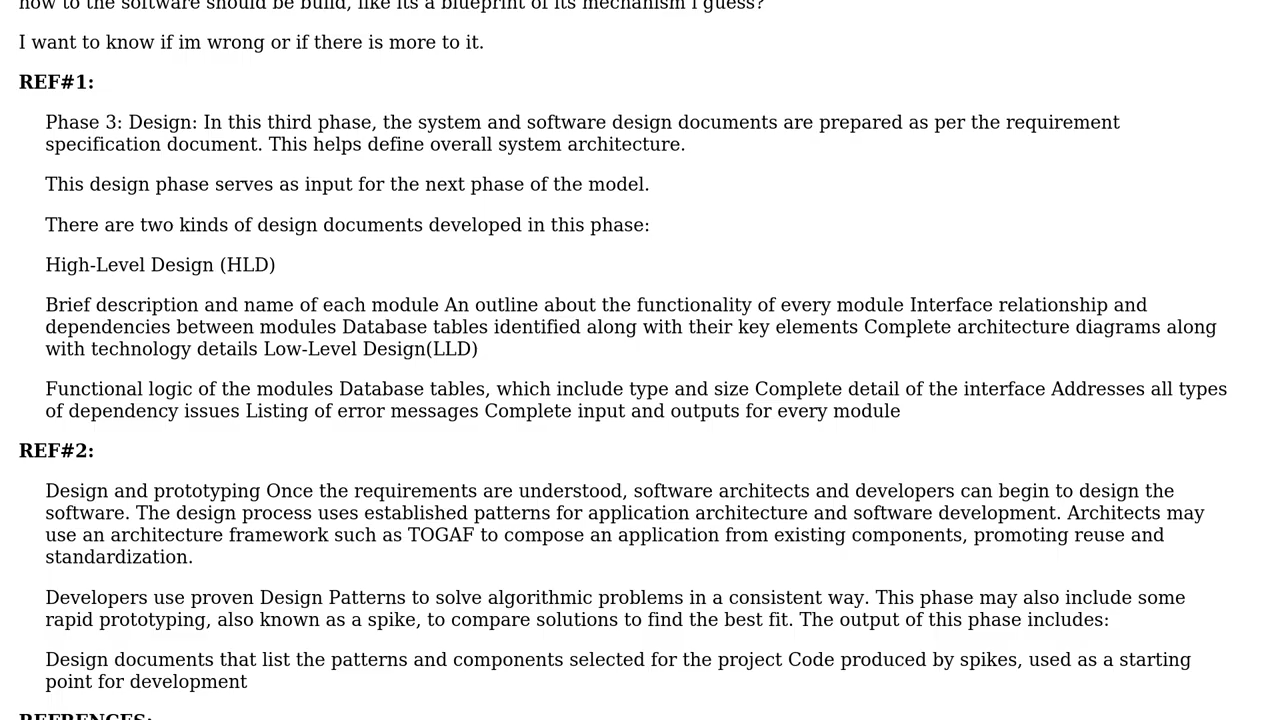 how to the software should be build, like its a blueprint of its mechanism i guess?
I want to know if im wrong or if there is more to it.
REF#1:
Phase 3: Design: In this third phase, the system and software design documents are prepared as per the requirement
specification document. This helps define overall system architecture.
This design phase serves as input for the next phase of the model.
There are two kinds of design documents developed in this phase:
High-Level Design (HLD)
Brief description and name of each module An outline about the functionality of every module Interface relationship and
dependencies between modules Database tables identified along with their key elements Complete architecture diagrams along
with technology details Low-Level Design(LLD)
Functional logic of the modules Database tables, which include type and size Complete detail of the interface Addresses all types
of dependency issues Listing of error messages Complete input and outputs for every module
REF#2:
Design and prototyping Once the requirements are understood, software architects and developers can begin to design the
software. The design process uses established patterns for application architecture and software development. Architects may
use an architecture framework such as TOGAF to compose an application from existing components, promoting reuse and
standardization.
Developers use proven Design Patterns to solve algorithmic problems in a consistent way. This phase may also include some
rapid prototyping, also known as a spike, to compare solutions to find the best fit. The output of this phase includes:
Design documents that list the patterns and components selected for the project Code produced by spikes, used as a starting
point for development
REFRENCES: